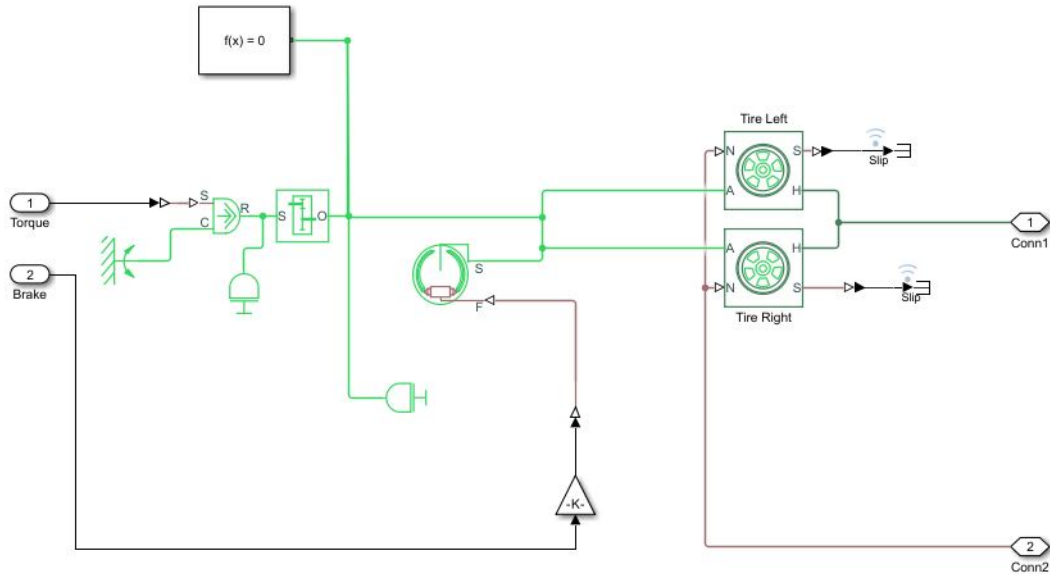 f(x) = 0
Tire Left
N
S
Slip
A
H
1
Torque
S
C
R
S
O
1
Conn1
A
H
S
N
S
Slip
Tire Right
2
Brake
F
-K-
2
Conn2